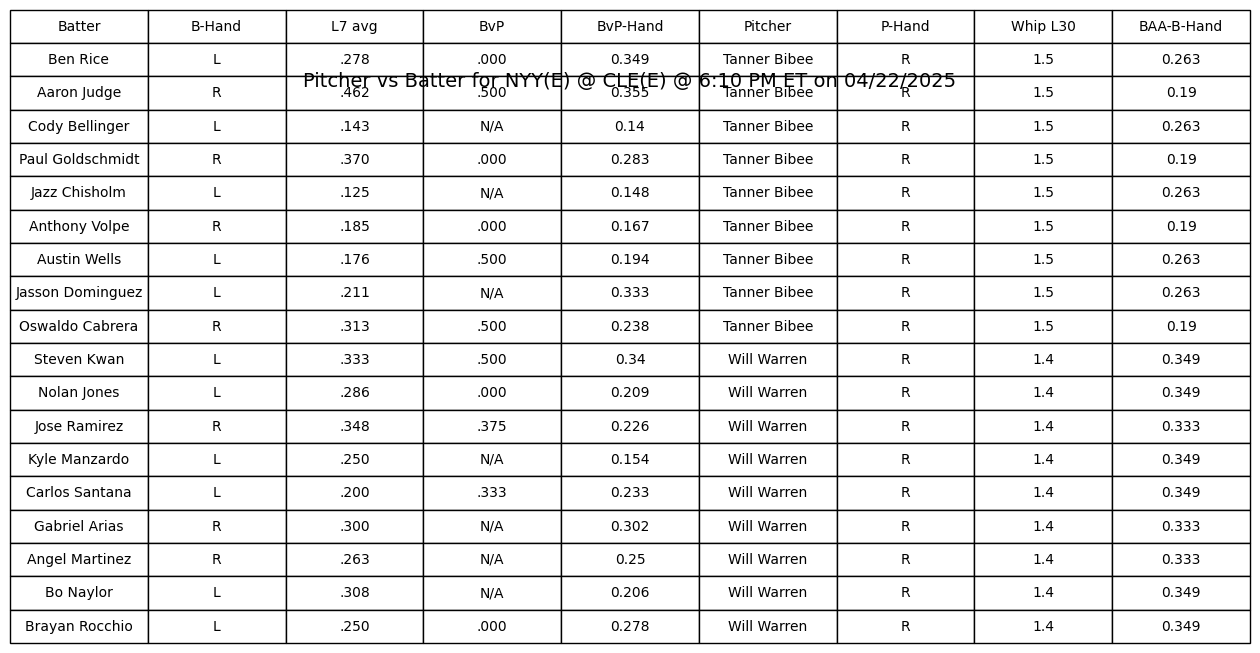 Batter B-Hand L7 avg BvP BvP-Hand Pitcher P-Hand Whip L30 BAA-B-Hand
Ben Rice L .278 .000 0.349 Tanner Bibee R 1.5 0.263
Pitcher vs Batter for NYY(E) @ CLE(E) @ 6:10 PM ET on 04/22/2025
Aaron Judge R .462 .500 0.355 Tanner Bibee R 1.5 0.19
Cody Bellinger L .143 N/A 0.14 Tanner Bibee R 1.5 0.263
Paul Goldschmidt R .370 .000 0.283 Tanner Bibee R 1.5 0.19
Jazz Chisholm L .125 N/A 0.148 Tanner Bibee R 1.5 0.263
Anthony Volpe R .185 .000 0.167 Tanner Bibee R 1.5 0.19
Austin Wells L .176 .500 0.194 Tanner Bibee R 1.5 0.263
Jasson Dominguez L .211 N/A 0.333 Tanner Bibee R 1.5 0.263
Oswaldo Cabrera R .313 .500 0.238 Tanner Bibee R 1.5 0.19
Steven Kwan L .333 .500 0.34 Will Warren R 1.4 0.349
Nolan Jones L .286 .000 0.209 Will Warren R 1.4 0.349
Jose Ramirez R .348 .375 0.226 Will Warren R 1.4 0.333
Kyle Manzardo L .250 N/A 0.154 Will Warren R 1.4 0.349
Carlos Santana L .200 .333 0.233 Will Warren R 1.4 0.349
Gabriel Arias R .300 N/A 0.302 Will Warren R 1.4 0.333
Angel Martinez R .263 N/A 0.25 Will Warren R 1.4 0.333
Bo Naylor L .308 N/A 0.206 Will Warren R 1.4 0.349
Brayan Rocchio L .250 .000 0.278 Will Warren R 1.4 0.349